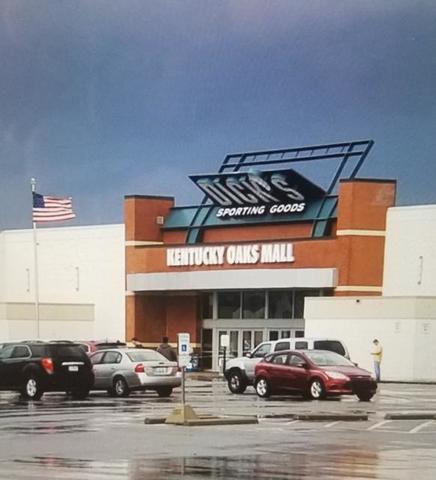 DICK'S
SPORTING GOODS
KENTUCKY OAKS MALL